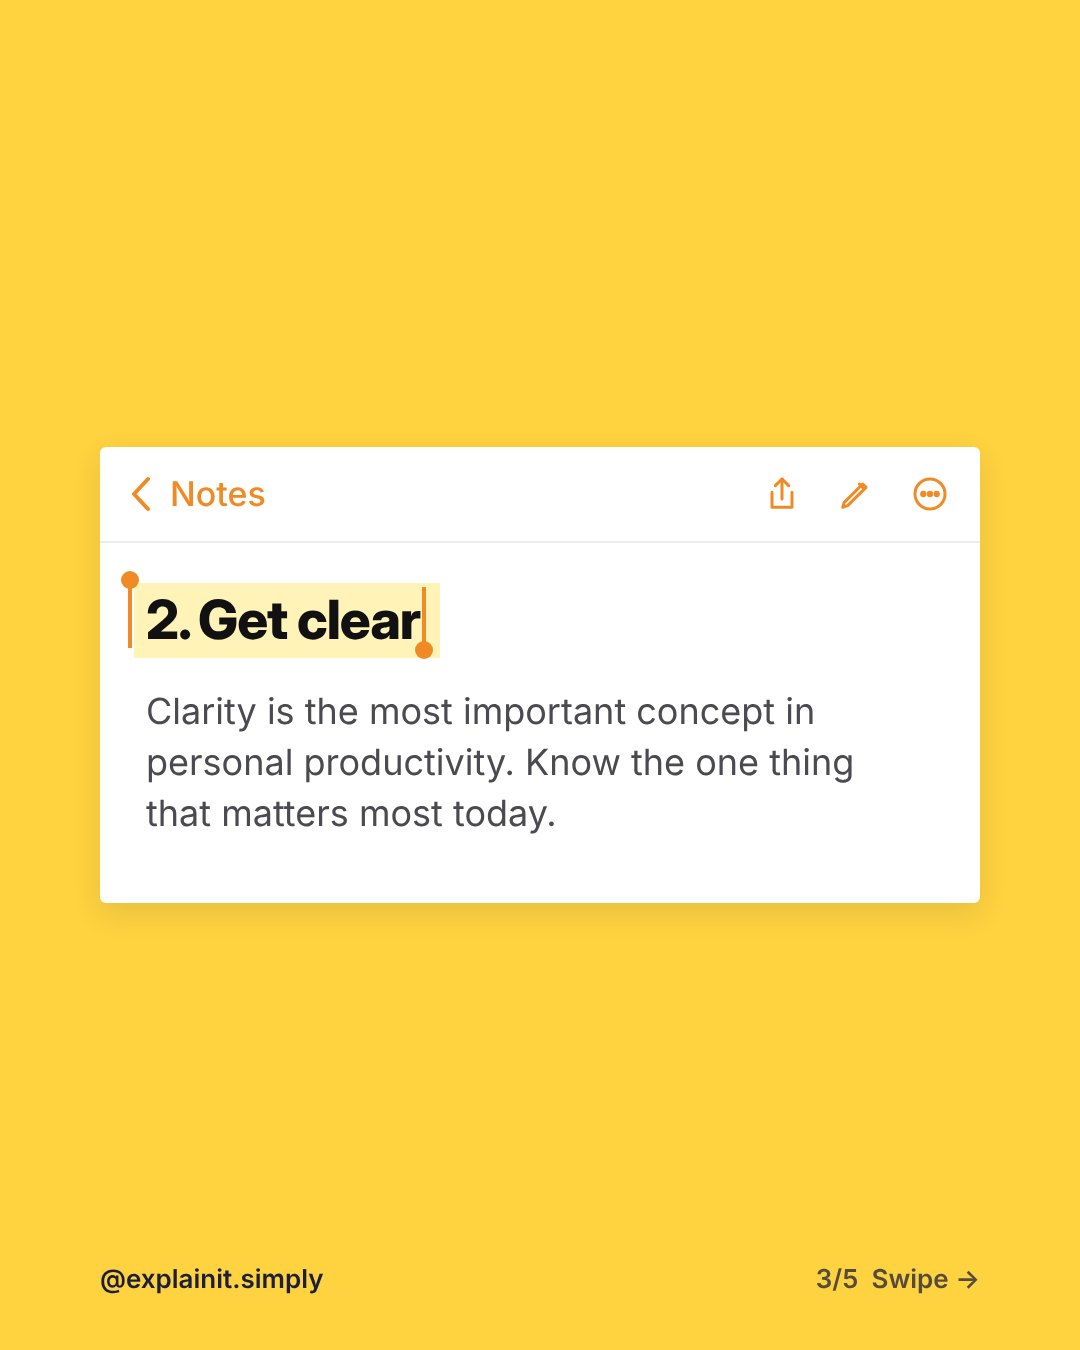 Notes
2. Get clear
Clarity is the most important concept in
personal productivity. Know the one thing
that matters most today.
@explainit.simply
3/5 Swipe →